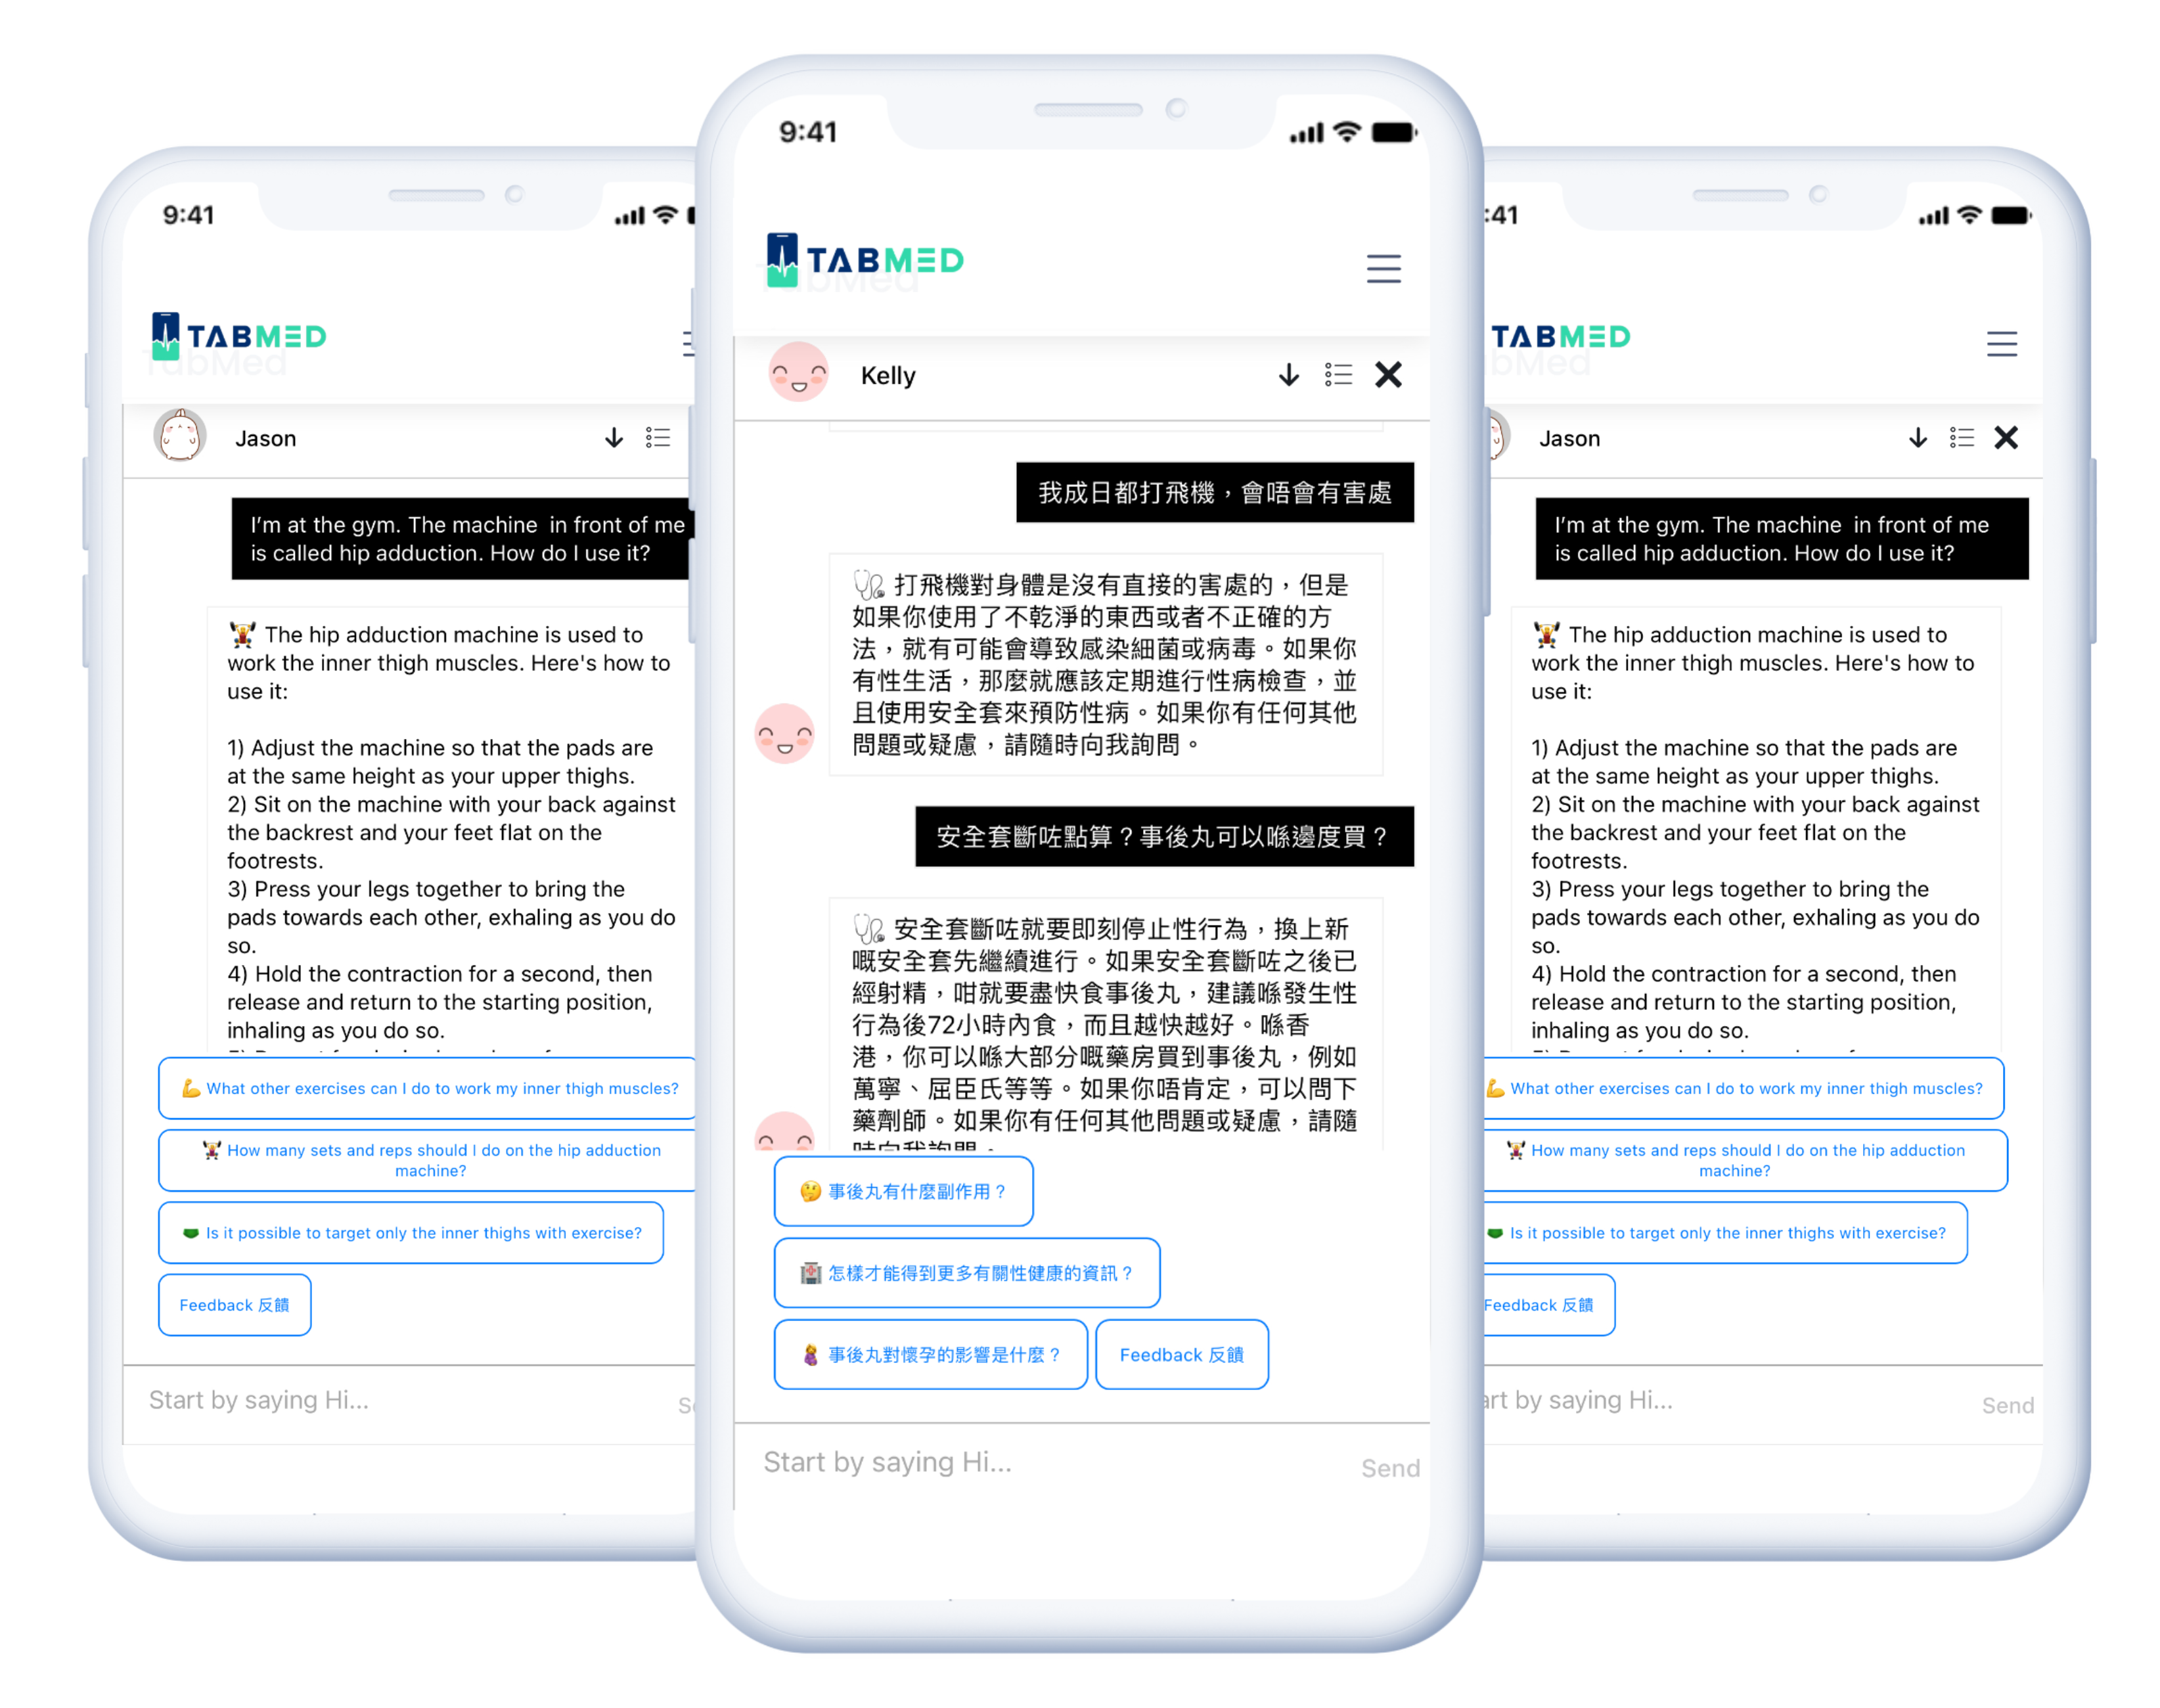 9:41
TABMED
TabMed
Jason
I'm at the gym. The machine in front of me
is called hip adduction. How do I use it?
🏋️ The hip adduction machine is used to
work the inner thigh muscles. Here's how to
use it:
1) Adjust the machine so that the pads are
at the same height as your upper thighs.
2) Sit on the machine with your back against
the backrest and your feet flat on the
footrests.
3) Press your legs together to bring the
pads towards each other, exhaling as you do
so.
4) Hold the contraction for a second, then
release and return to the starting position,
inhaling as you do so.
💪 What other exercises can I do to work my inner thigh muscles?
🏋️ How many sets and reps should I do on the hip adduction
machine?
🩲 Is it possible to target only the inner thighs with exercise?
Feedback 反饋
Start by saying Hi...
9:41
TABMED
TabMed
Kelly
我成日都打飛機，會唔會有害處
🩺 打飛機對身體是沒有直接的害處的，但是
如果你使用了不乾淨的東西或者不正確的方
法，就有可能會導致感染細菌或病毒。如果你
有性生活，那麼就應該定期進行性病檢查，並
且使用安全套來預防性病。如果你有任何其他
問題或疑慮，請隨時向我詢問。
安全套斷咗點算？事後丸可以喺邊度買？
🩺 安全套斷咗就要即刻停止性行為，換上新
嘅安全套先繼續進行。如果安全套斷咗之後已
經射精，咁就要盡快食事後丸，建議喺發生性
行為後72小時內食，而且越快越好。喺香
港，你可以喺大部分嘅藥房買到事後丸，例如
萬寧、屈臣氏等等。如果你唔肯定，可以問下
藥劑師。如果你有任何其他問題或疑慮，請隨
時向我詢問。
🤔 事後丸有什麼副作用？
🏥 怎樣才能得到更多有關性健康的資訊？
🤰 事後丸對懷孕的影響是什麼？
Feedback 反饋
Start by saying Hi...
Send
:41
TABMED
bMed
Jason
I'm at the gym. The machine in front of me
is called hip adduction. How do I use it?
🏋️ The hip adduction machine is used to
work the inner thigh muscles. Here's how to
use it:
1) Adjust the machine so that the pads are
at the same height as your upper thighs.
2) Sit on the machine with your back against
the backrest and your feet flat on the
footrests.
3) Press your legs together to bring the
pads towards each other, exhaling as you do
so.
4) Hold the contraction for a second, then
release and return to the starting position,
inhaling as you do so.
💪 What other exercises can I do to work my inner thigh muscles?
🏋️ How many sets and reps should I do on the hip adduction
machine?
🩲 Is it possible to target only the inner thighs with exercise?
Feedback 反饋
art by saying Hi...
Send